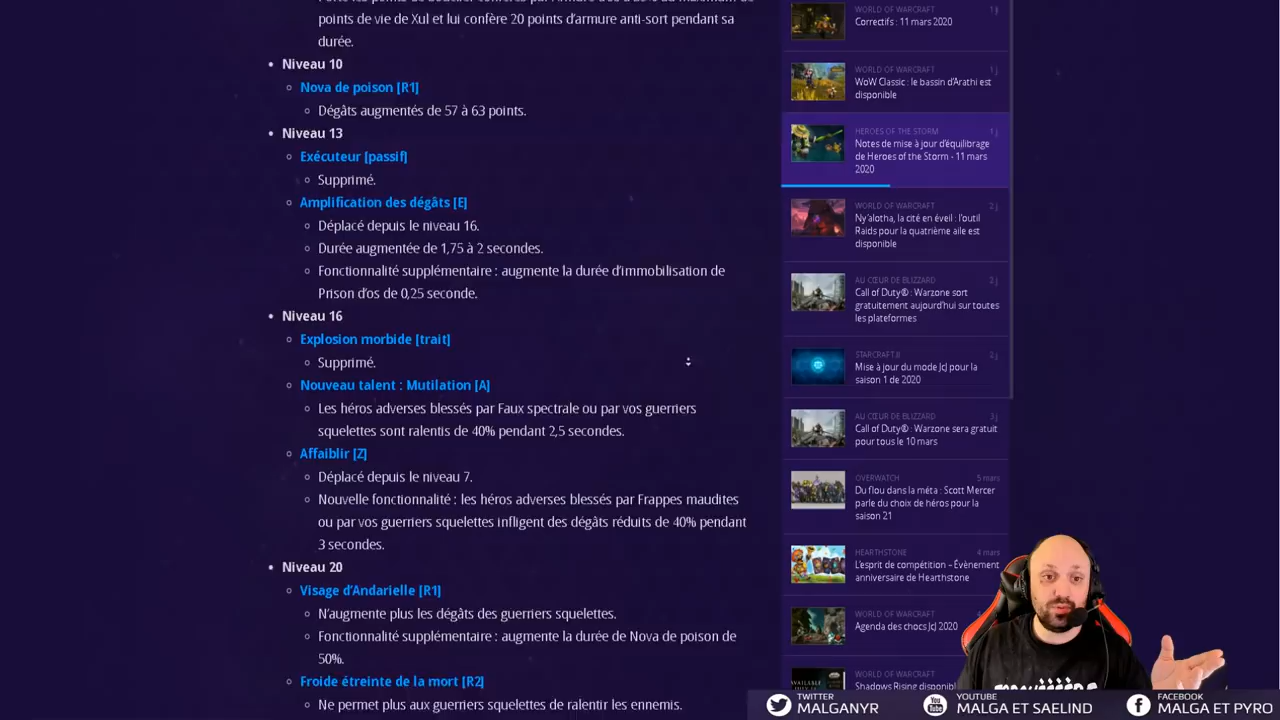 points de vie de Xul et lui confère 20 points d'armure anti-sort pendant sa
durée.
Niveau 10
Nova de poison [R1]
Dégâts augmentés de 57 à 63 points.
Niveau 13
Exécuteur [passif]
Supprimé.
Amplification des dégâts [E]
Déplacé depuis le niveau 16.
Durée augmentée de 1,75 à 2 secondes.
Fonctionnalité supplémentaire : augmente la durée d'immobilisation de
Prison d'os de 0,25 seconde.
Niveau 16
Explosion morbide [trait]
Supprimé.
Nouveau talent : Mutilation [A]
Les héros adverses blessés par Faux spectrale ou par vos guerriers
squelettes sont ralentis de 40% pendant 2,5 secondes.
Affaiblir [Z]
Déplacé depuis le niveau 7.
Nouvelle fonctionnalité : les héros adverses blessés par Frappes maudites
ou par vos guerriers squelettes infligent des dégâts réduits de 40% pendant
3 secondes.
Niveau 20
Visage d'Andarielle [R1]
N'augmente plus les dégâts des guerriers squelettes.
Fonctionnalité supplémentaire : augmente la durée de Nova de poison de
50%.
Froide étreinte de la mort [R2]
Ne permet plus aux guerriers squelettes de ralentir les ennemis.
WORLD OF WARCRAFT 1 j
Correctifs : 11 mars 2020
WORLD OF WARCRAFT 1 j
WoW Classic : le bassin d'Arathi est
disponible
HEROES OF THE STORM 1 j
Notes de mise à jour d'équilibrage
de Heroes of the Storm - 11 mars
2020
WORLD OF WARCRAFT 2 j
Ny'alotha, la cité en éveil : l'outil
Raids pour la quatrième aile est
disponible
AU CŒUR DE BLIZZARD 2 j
Call of Duty® : Warzone sort
gratuitement aujourd'hui sur toutes
les plateformes
STARCRAFT II 2 j
Mise à jour du mode JcJ pour la
saison 1 de 2020
AU CŒUR DE BLIZZARD 3 j
Call of Duty® : Warzone sera gratuit
pour tous le 10 mars
OVERWATCH 5 mars
Du flou dans la méta : Scott Mercer
parle du choix de héros pour la
saison 21
HEARTHSTONE 4 mars
L'esprit de compétition – Évènement
anniversaire de Hearthstone
WORLD OF WARCRAFT
Agenda des chocs JcJ 2020
WORLD OF WARCRAFT
Shadows Rising
TWITTER
MALGANYR
YOUTUBE
MALGA ET SAELIND
FACEBOOK
MALGA ET PYRO